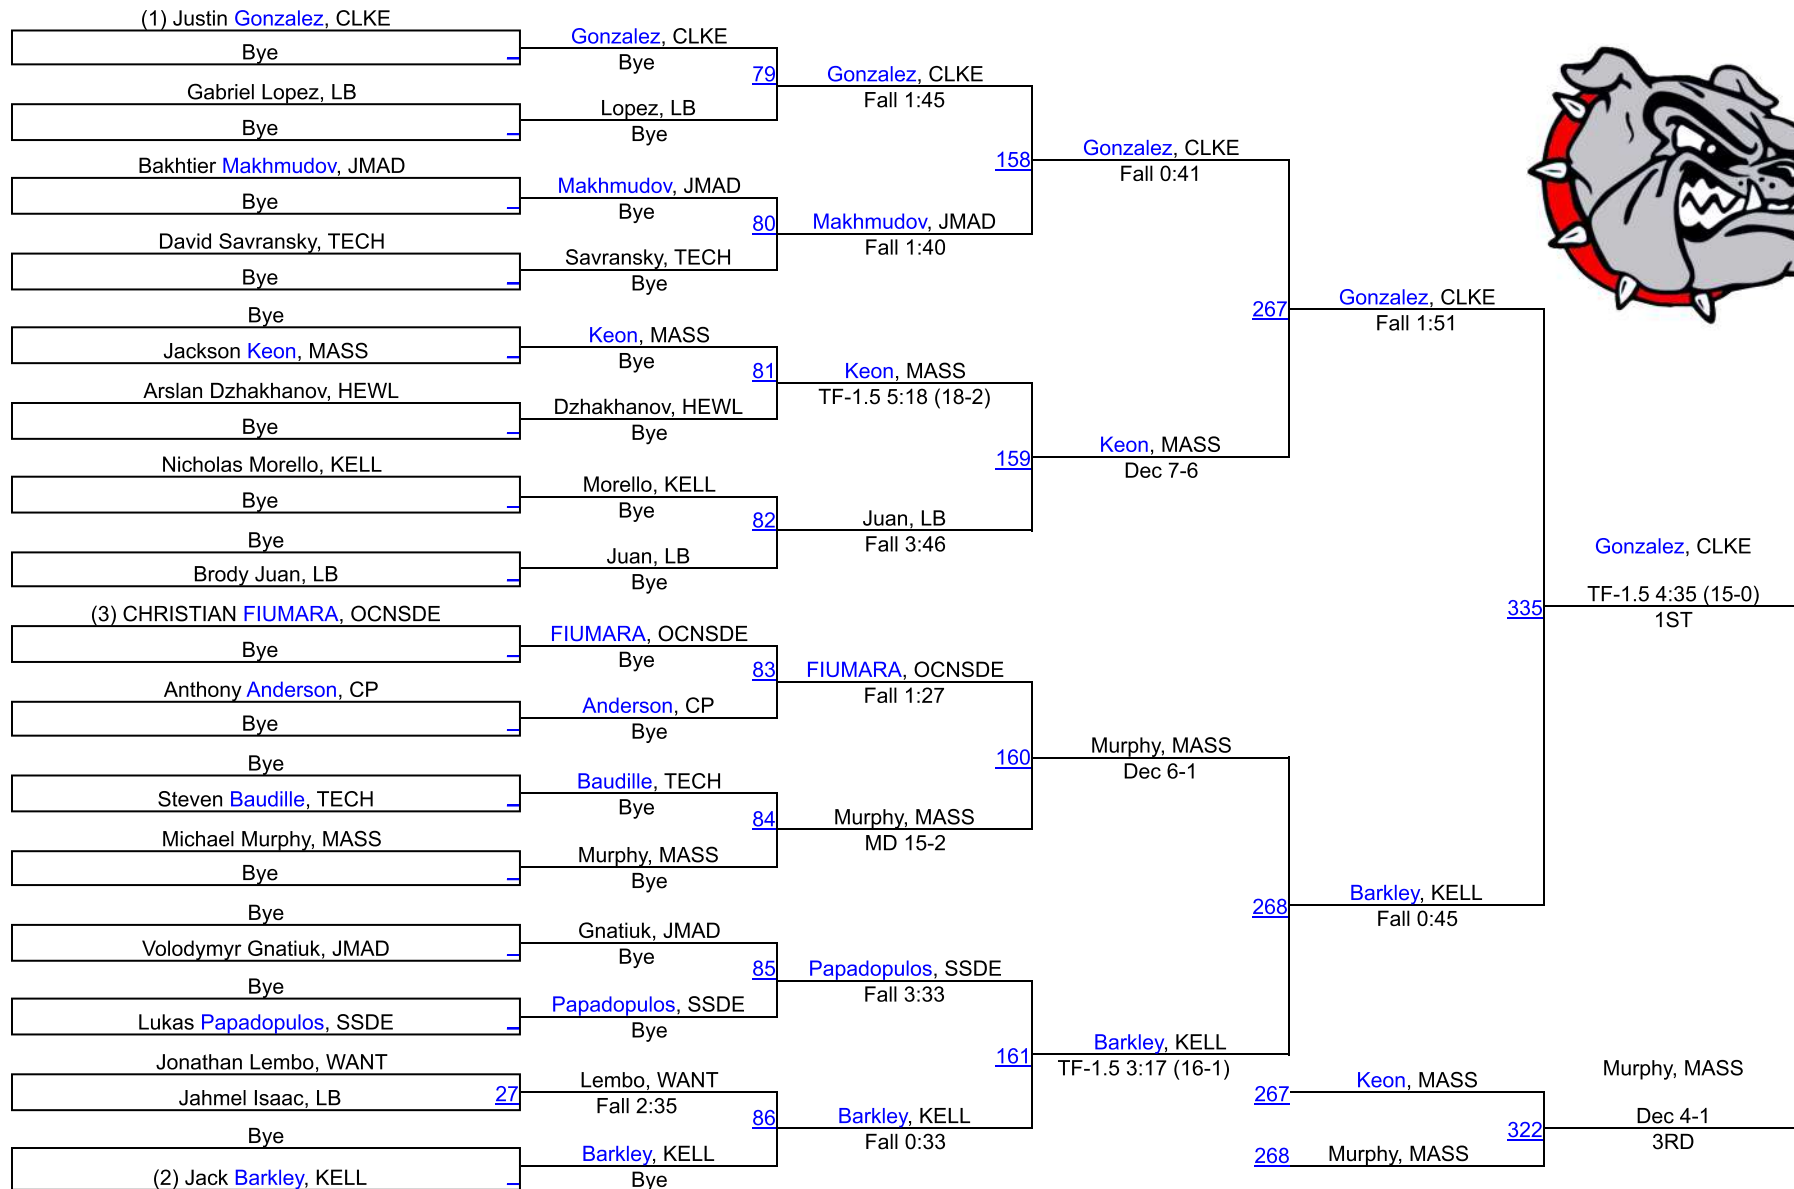 (1) Justin Gonzalez, CLKE
Bye
Gabriel Lopez, LB
Bye
Bakhtier Makhmudov, JMAD
Bye
David Savransky, TECH
Bye
Bye
Jackson Keon, MASS
Arslan Dzhakhanov, HEWL
Bye
Nicholas Morello, KELL
Bye
Bye
Brody Juan, LB
(3) CHRISTIAN FIUMARA, OCNSDE
Bye
Anthony Anderson, CP
Bye
Bye
Steven Baudille, TECH
Michael Murphy, MASS
Bye
Bye
Volodymyr Gnatiuk, JMAD
Bye
Lukas Papadopulos, SSDE
Jonathan Lembo, WANT
Jahmel Isaac, LB
27
Bye
(2) Jack Barkley, KELL
Gonzalez, CLKE
Bye
79
Lopez, LB
Bye
Makhmudov, JMAD
Bye
80
Savransky, TECH
Bye
Keon, MASS
Bye
81
Dzhakhanov, HEWL
Bye
Morello, KELL
Bye
82
Juan, LB
Bye
FIUMARA, OCNSDE
Bye
83
Anderson, CP
Bye
Baudille, TECH
Bye
84
Murphy, MASS
Bye
Gnatiuk, JMAD
Bye
85
Papadopulos, SSDE
Bye
Lembo, WANT
Fall 2:35
86
Barkley, KELL
Bye
Gonzalez, CLKE
Fall 1:45
158
Makhmudov, JMAD
Fall 1:40
Keon, MASS
TF-1.5 5:18 (18-2)
159
Juan, LB
Fall 3:46
FIUMARA, OCNSDE
Fall 1:27
160
Murphy, MASS
MD 15-2
Papadopulos, SSDE
Fall 3:33
161
Barkley, KELL
Fall 0:33
Gonzalez, CLKE
Fall 0:41
267
Keon, MASS
Dec 7-6
Murphy, MASS
Dec 6-1
268
Barkley, KELL
TF-1.5 3:17 (16-1)
Gonzalez, CLKE
Fall 1:51
335
Barkley, KELL
Fall 0:45
Gonzalez, CLKE
TF-1.5 4:35 (15-0)
1ST
267
Keon, MASS
322
268
Murphy, MASS
Murphy, MASS
Dec 4-1
3RD